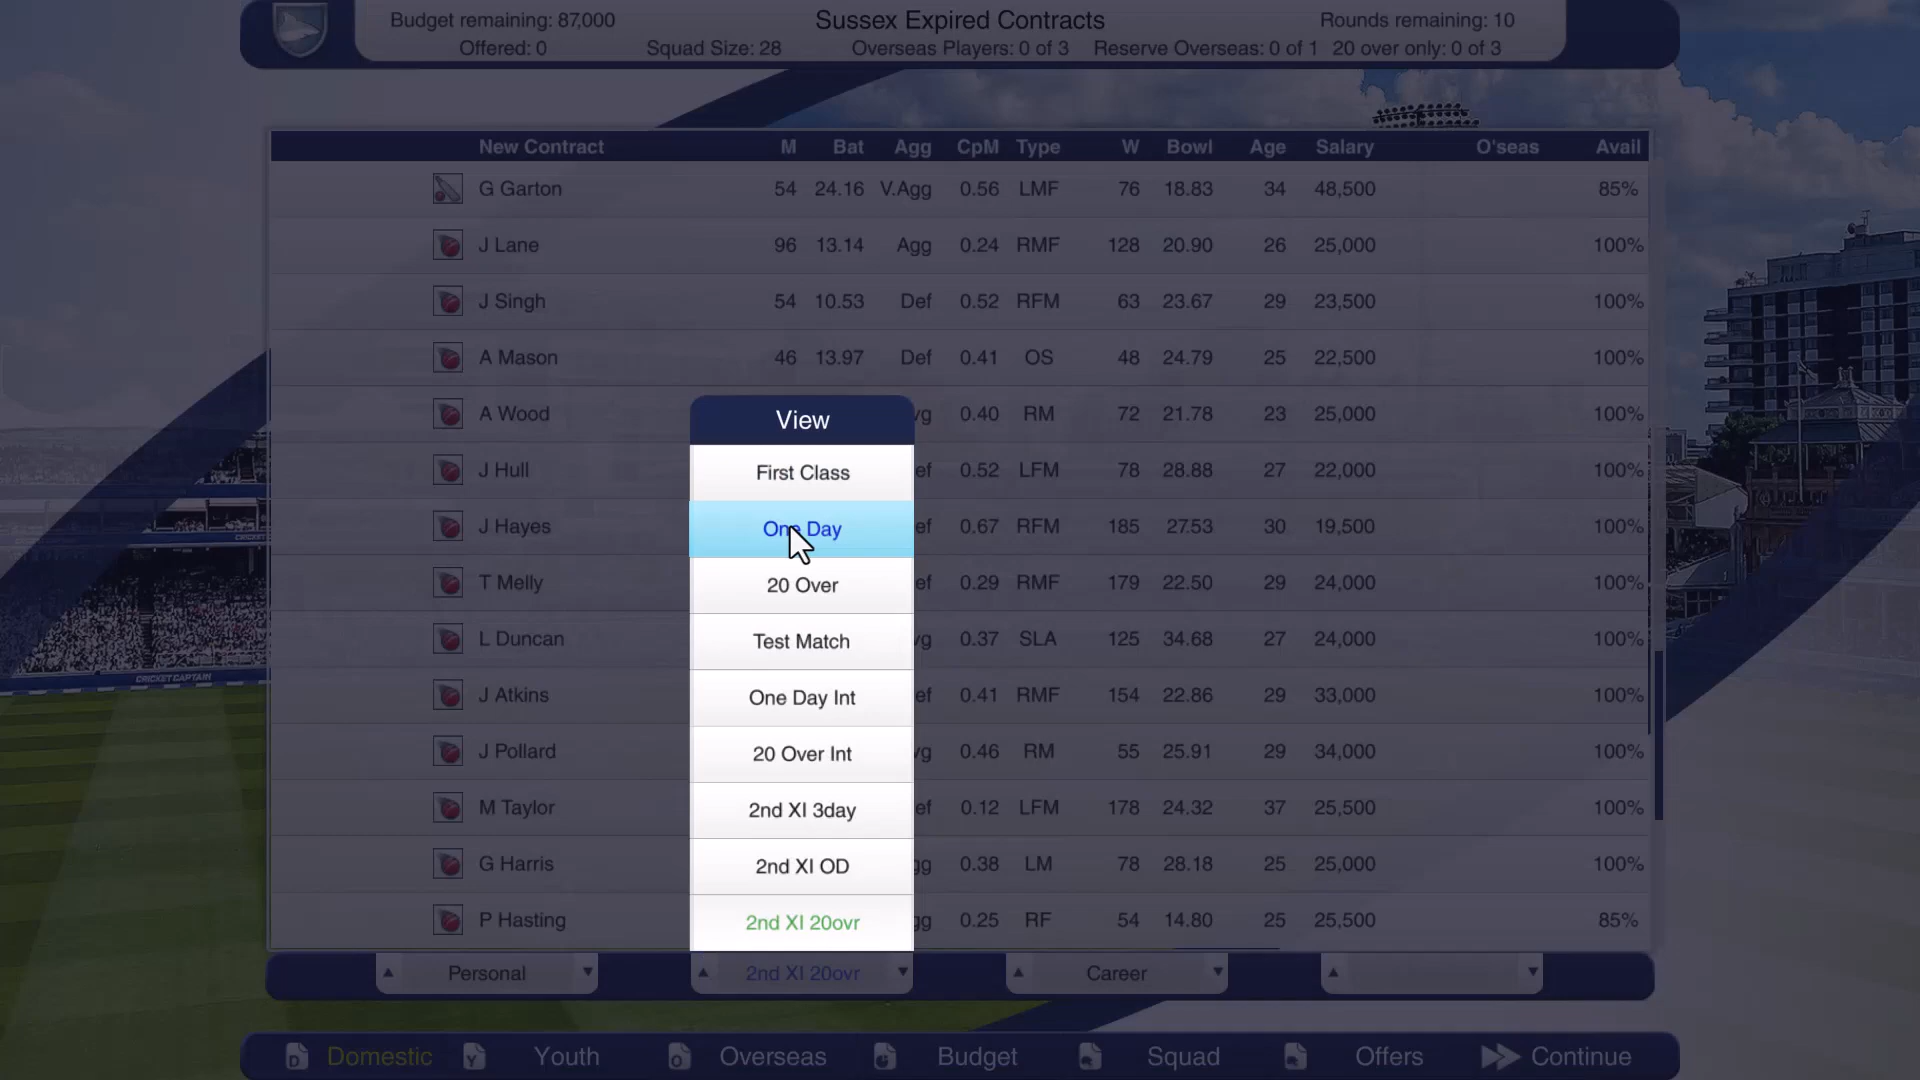 Budget remaining: 87,000 Sussex Expired Contracts Rounds remaining: 10
Offered: 0 Squad Size: 28 Overseas Players: 0 of 3 Reserve Overseas: 0 of 1 20 over only: 0 of 3
New Contract M Bat Agg CpM Type W Bowl Age Salary O'seas Avail
G Garton 54 24.16 V.Agg 0.56 LMF 76 18.83 34 48,500 85%
J Lane 96 13.14 Agg 0.24 RMF 128 20.90 26 25,000 100%
J Singh 54 10.53 Def 0.52 RFM 63 23.67 29 23,500 100%
A Mason 46 13.97 Def 0.41 OS 48 24.79 25 22,500 100%
A Wood vg 0.40 RM 72 21.78 23 25,000 100%
J Hull ef 0.52 LFM 78 28.88 27 22,000 100%
J Hayes ef 0.67 RFM 185 27.53 30 19,500 100%
T Melly ef 0.29 RMF 179 22.50 29 24,000 100%
L Duncan vg 0.37 SLA 125 34.68 27 24,000 100%
J Atkins ef 0.41 RMF 154 22.86 29 33,000 100%
J Pollard vg 0.46 RM 55 25.91 29 34,000 100%
M Taylor ef 0.12 LFM 178 24.32 37 25,500 100%
G Harris gg 0.38 LM 78 28.18 25 25,000 100%
P Hasting gg 0.25 RF 54 14.80 25 25,500 85%
View
First Class
One Day
20 Over
Test Match
One Day Int
20 Over Int
2nd XI 3day
2nd XI OD
2nd XI 20ovr
Personal 2nd XI 20ovr Career
D Domestic Y Youth O Overseas Budget Squad Offers Continue
CRICKET CAPTAIN